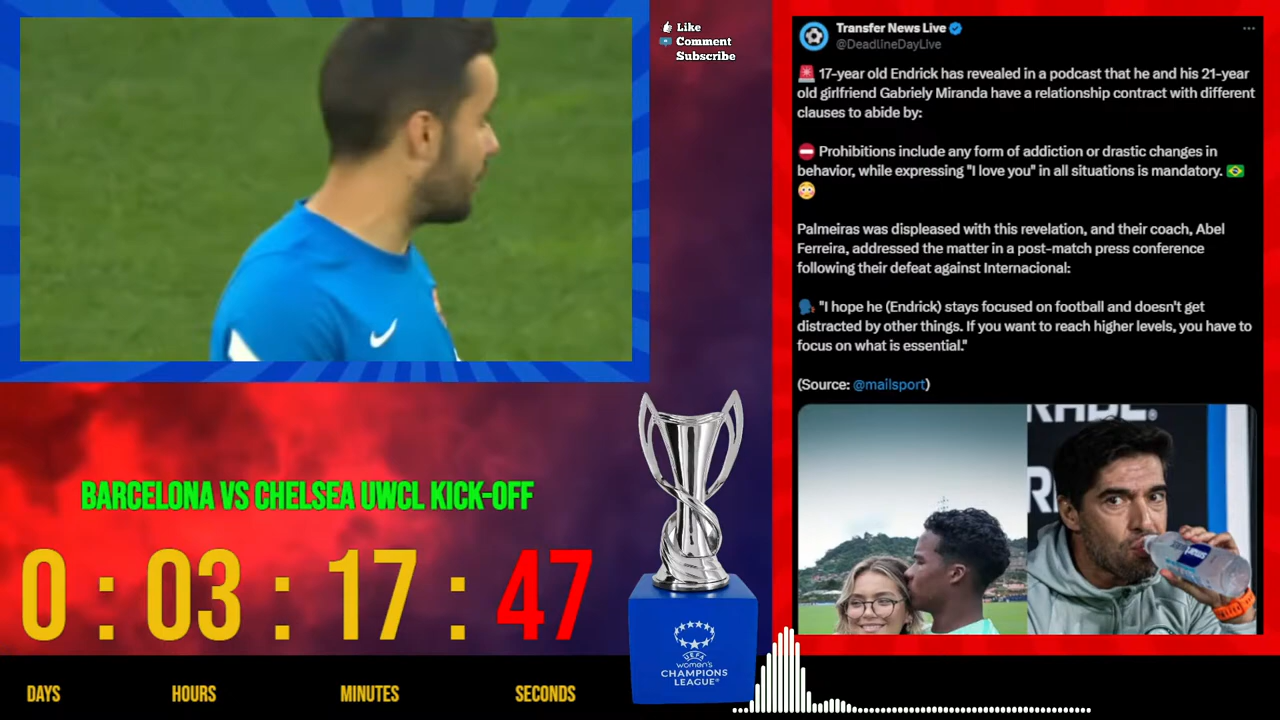 Like
Comment
Subscribe
Transfer News Live
@DeadlineDayLive
17-year old Endrick has revealed in a podcast that he and his 21-year
old girlfriend Gabriely Miranda have a relationship contract with different
clauses to abide by:
Prohibitions include any form of addiction or drastic changes in
behavior, while expressing "I love you" in all situations is mandatory.
Palmeiras was displeased with this revelation, and their coach, Abel
Ferreira, addressed the matter in a post-match press conference
following their defeat against Internacional:
"I hope he (Endrick) stays focused on football and doesn't get
distracted by other things. If you want to reach higher levels, you have to
focus on what is essential."
(Source: @mailsport)
BARCELONA VS CHELSEA UWCL KICK-OFF
0 : 03 : 17 : 47
DAYS HOURS MINUTES SECONDS
UEFA
women's
CHAMPIONS
LEAGUE